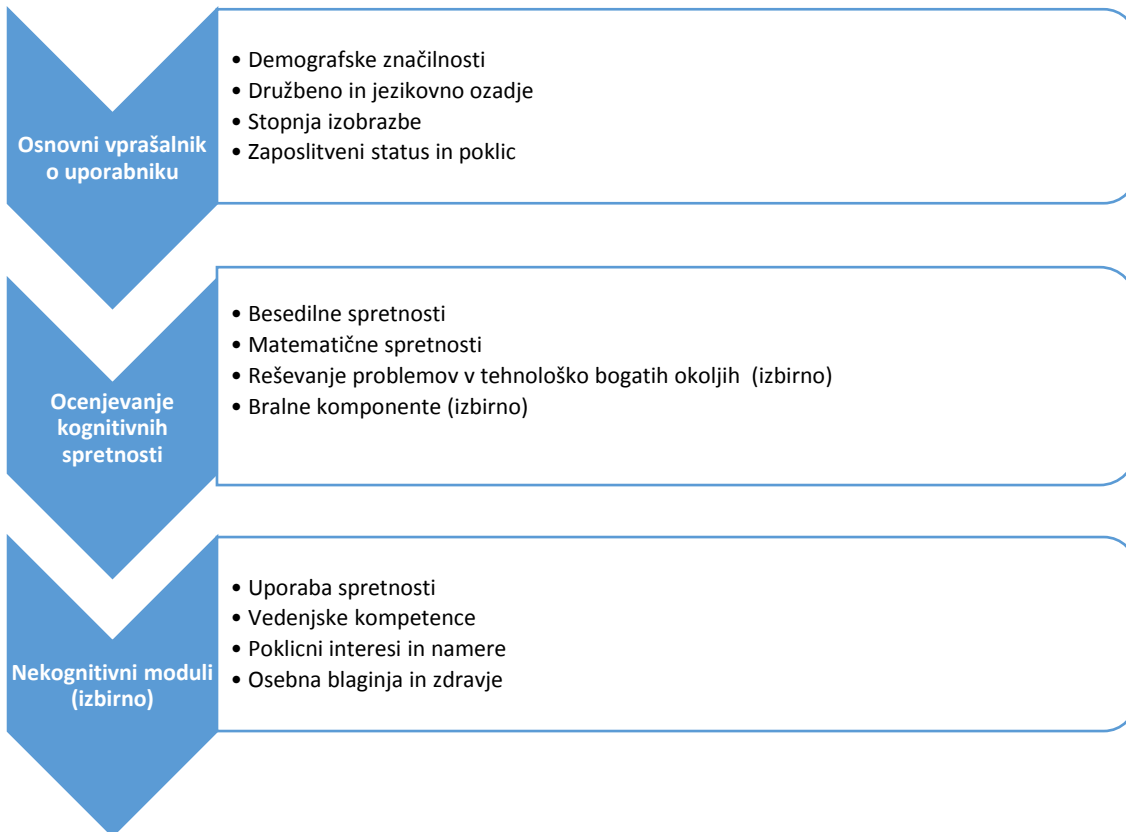 Osnovni vprašalnik
o uporabniku
• Demografske značilnosti
• Družbeno in jezikovno ozadje
• Stopnja izobrazbe
• Zaposlitveni status in poklic
Ocenjevanje
kognitivnih
spretnosti
• Besedilne spretnosti
• Matematične spretnosti
• Reševanje problemov v tehnološko bogatih okoljih (izbirno)
• Bralne komponente (izbirno)
Nekognitivni moduli
(izbirno)
• Uporaba spretnosti
• Vedenjske kompetence
• Poklicni interesi in namere
• Osebna blaginja in zdravje